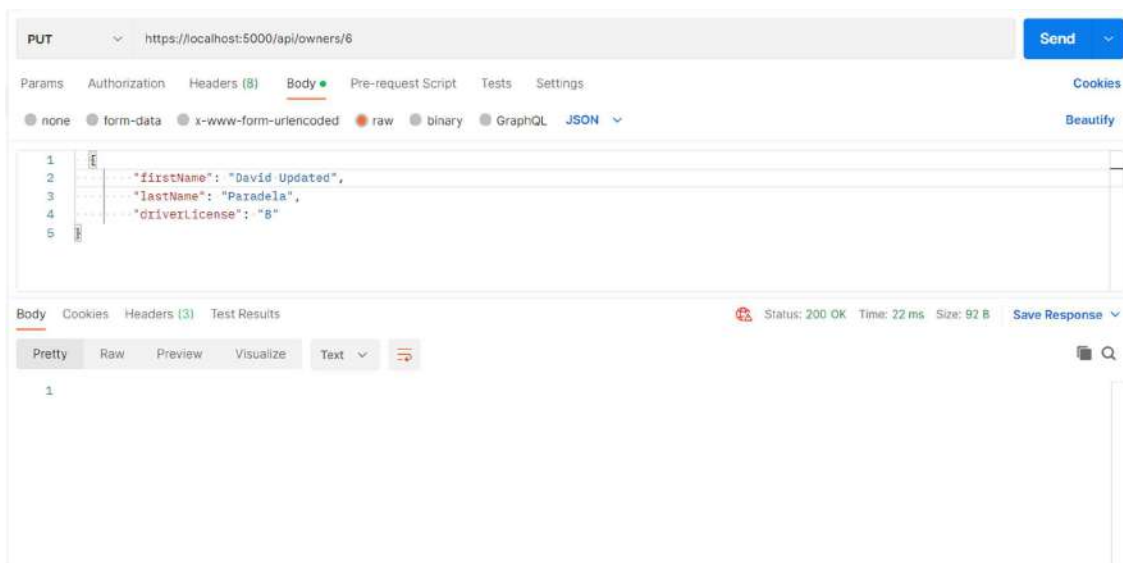 PUT https://localhost:5000/api/owners/6 Send
Params Authorization Headers (8) Body Pre-request Script Tests Settings Cookies
none form-data x-www-form-urlencoded raw binary GraphQL JSON Beautify
1 {
2 "firstName": "David Updated",
3 "lastName": "Paradela",
4 "driverLicense": "B"
5 }
Body Cookies Headers (3) Test Results Status: 200 OK Time: 22 ms Size: 92 B Save Response
Pretty Raw Preview Visualize Text
1